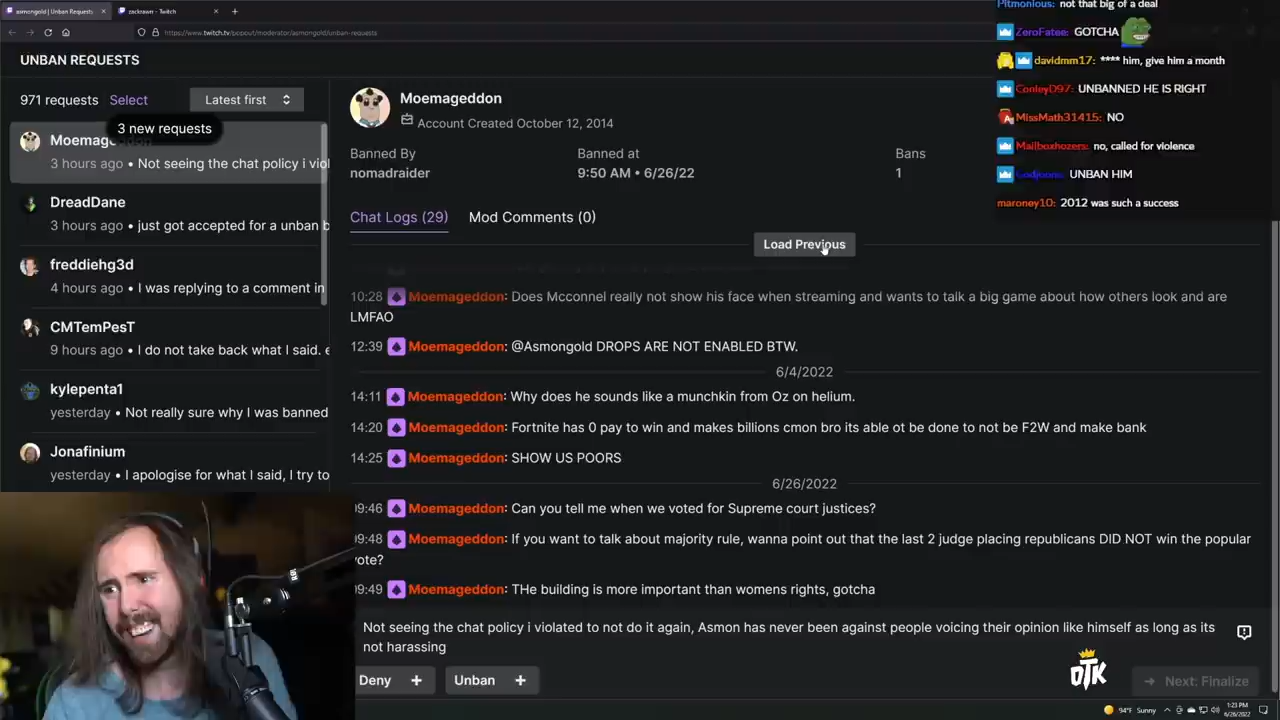 asmongold | Unban Requests
zackrawrr - Twitch
https://www.twitch.tv/popout/moderator/asmongold/unban-requests
UNBAN REQUESTS
971 requests Select Latest first
3 new requests
Moemag
3 hours ago • Not seeing the chat policy i viol
DreadDane
3 hours ago • just got accepted for a unban b
freddiehg3d
4 hours ago • I was replying to a comment in
CMTemPesT
9 hours ago • I do not take back what I said. e
kylepenta1
yesterday • Not really sure why I was banned
Jonafinium
yesterday • I apologise for what I said, I try to
Moemageddon
Account Created October 12, 2014
Banned By Banned at Bans
nomadraider 9:50 AM • 6/26/22 1
Chat Logs (29) Mod Comments (0)
Load Previous
10:28 Moemageddon: Does Mcconnel really not show his face when streaming and wants to talk a big game about how others look and are
LMFAO
12:39 Moemageddon: @Asmongold DROPS ARE NOT ENABLED BTW.
6/4/2022
14:11 Moemageddon: Why does he sounds like a munchkin from Oz on helium.
14:20 Moemageddon: Fortnite has 0 pay to win and makes billions cmon bro its able ot be done to not be F2W and make bank
14:25 Moemageddon: SHOW US POORS
6/26/2022
09:46 Moemageddon: Can you tell me when we voted for Supreme court justices?
09:48 Moemageddon: If you want to talk about majority rule, wanna point out that the last 2 judge placing republicans DID NOT win the popular
vote?
09:49 Moemageddon: THe building is more important than womens rights, gotcha
Not seeing the chat policy i violated to not do it again, Asmon has never been against people voicing their opinion like himself as long as its
not harassing
Deny + Unban + Next: Finalize
Pitmonious: not that big of a deal
ZeroFatee: GOTCHA
davidmm17: **** him, give him a month
ConleyD97: UNBANNED HE IS RIGHT
MissMath31415: NO
Mailboxhozers: no, called for violence
UNBAN HIM
maroney10: 2012 was such a success
OTK
94°F Sunny
1:23 PM
6/26/2022